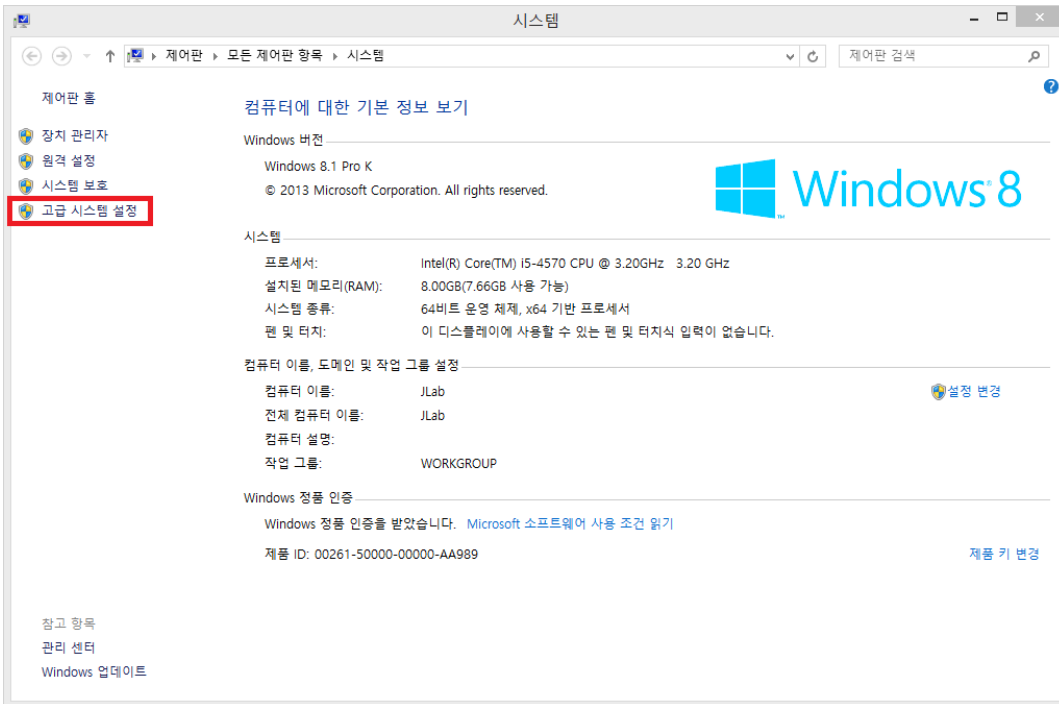 시스템
제어판 ▸ 모든 제어판 항목 ▸ 시스템
제어판 검색
제어판 홈
장치 관리자
원격 설정
시스템 보호
고급 시스템 설정
컴퓨터에 대한 기본 정보 보기
Windows 버전
Windows 8.1 Pro K
© 2013 Microsoft Corporation. All rights reserved.
Windows 8
시스템
프로세서: Intel(R) Core(TM) i5-4570 CPU @ 3.20GHz 3.20 GHz
설치된 메모리(RAM): 8.00GB(7.66GB 사용 가능)
시스템 종류: 64비트 운영 체제, x64 기반 프로세서
펜 및 터치: 이 디스플레이에 사용할 수 있는 펜 및 터치식 입력이 없습니다.
컴퓨터 이름, 도메인 및 작업 그룹 설정
컴퓨터 이름: JLab 설정 변경
전체 컴퓨터 이름: JLab
컴퓨터 설명:
작업 그룹: WORKGROUP
Windows 정품 인증
Windows 정품 인증을 받았습니다. Microsoft 소프트웨어 사용 조건 읽기
제품 ID: 00261-50000-00000-AA989 제품 키 변경
참고 항목
관리 센터
Windows 업데이트